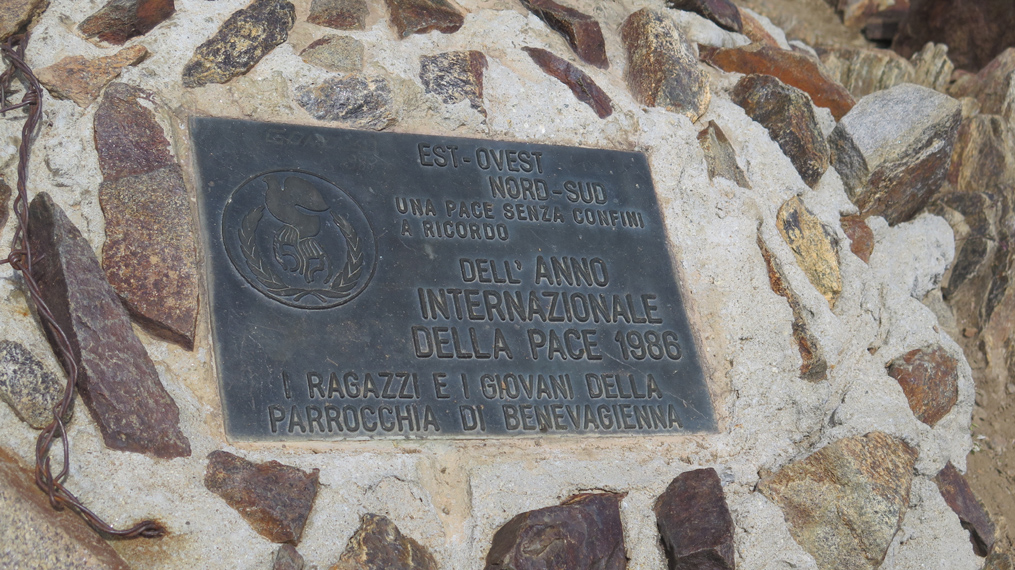 EST-OVEST
NORD-SUD
UNA PACE SENZA CONFINI
A RICORDO
DELL' ANNO
INTERNAZIONALE
DELLA PACE 1986
I RAGAZZI E I GIOVANI DELLA
PARROCCHIA DI BENEVAGIENNA